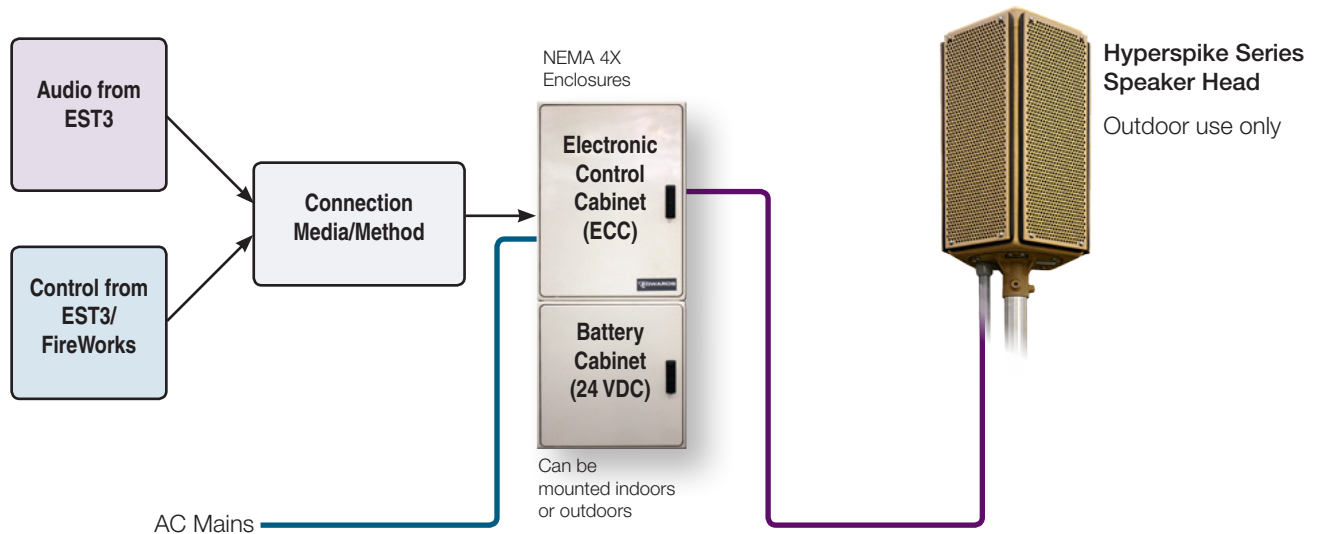 Audio from
EST3
Control from
EST3/
FireWorks
Connection
Media/Method
NEMA 4X
Enclosures
Electronic
Control
Cabinet
(ECC)
EDWARDS
Battery
Cabinet
(24 VDC)
Can be
mounted indoors
or outdoors
AC Mains
Hyperspike Series
Speaker Head
Outdoor use only